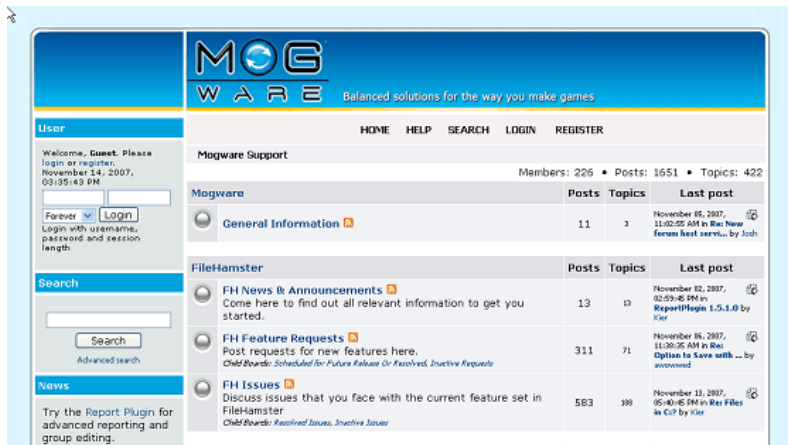 MOG
WARE
Balanced solutions for the way you make games
User
Welcome, Guest. Please
login or register.
November 14, 2007,
03:35:43 PM
Forever Login
Login with username,
password and session
length
Search
Search
Advanced search
News
Try the Report Plugin for
advanced reporting and
group editing.
HOME HELP SEARCH LOGIN REGISTER
Mogware Support
Members: 226 • Posts: 1651 • Topics: 422
Mogware Posts Topics Last post
General Information 11 3
November 05, 2007,
11:02:55 AM in Re: New
forum host servi... by Josh
FileHamster Posts Topics Last post
FH News & Announcements
Come here to find out all relevant information to get you
started.
13 13
November 02, 2007,
02:59:45 PM in
ReportPlugin 1.5.1.0 by
Kier
FH Feature Requests
Post requests for new features here.
Child Boards: Scheduled for Future Release Or Resolved, Inactive Requests
311 71
November 06, 2007,
11:38:35 AM in Re:
Option to Save with ... by
FH Issues
Discuss issues that you face with the current feature set in
FileHamster
Child Boards: Resolved Issues, Inactive Issues
583 108
November 13, 2007,
05:40:45 PM in Re: Files
in C:? by Kier